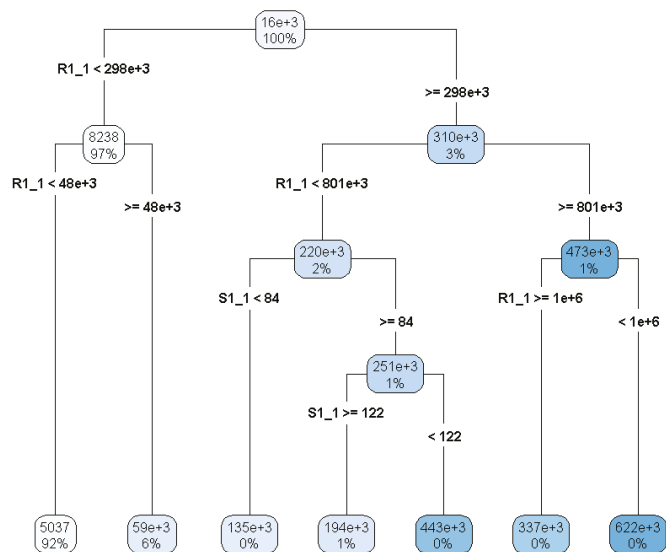 16e+3
100%
R1_1 < 298e+3
>= 298e+3
8238
97%
310e+3
3%
R1_1 < 48e+3
>= 48e+3
R1_1 < 801e+3
>= 801e+3
220e+3
2%
473e+3
1%
S1_1 < 84
>= 84
R1_1 >= 1e+6
< 1e+6
251e+3
1%
S1_1 >= 122
< 122
5037
92%
59e+3
6%
135e+3
0%
194e+3
1%
443e+3
0%
337e+3
0%
622e+3
0%